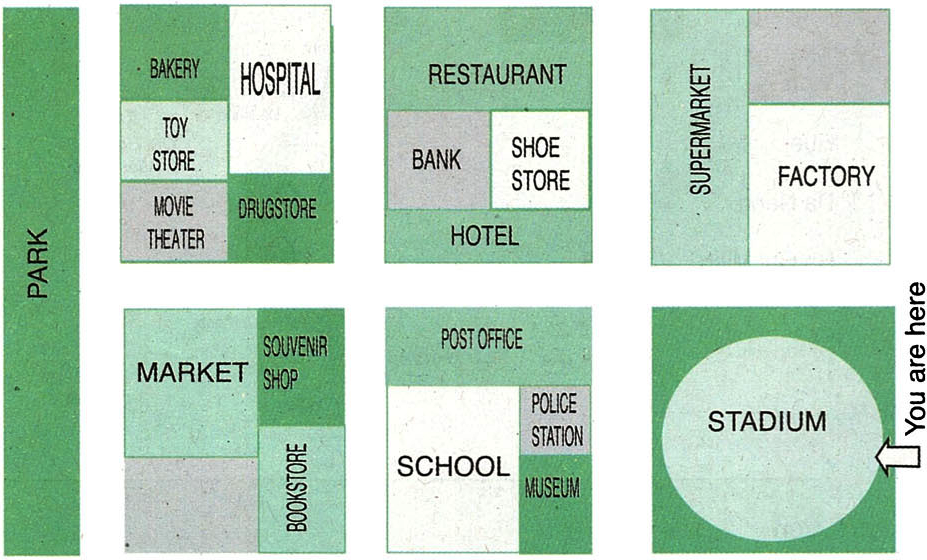 PARK
BAKERY
HOSPITAL
TOY
STORE
MOVIE
THEATER
DRUGSTORE
RESTAURANT
BANK
SHOE
STORE
HOTEL
SUPERMARKET
FACTORY
MARKET
SOUVENIR
SHOP
BOOKSTORE
POST OFFICE
SCHOOL
POLICE
STATION
MUSEUM
STADIUM
You are here